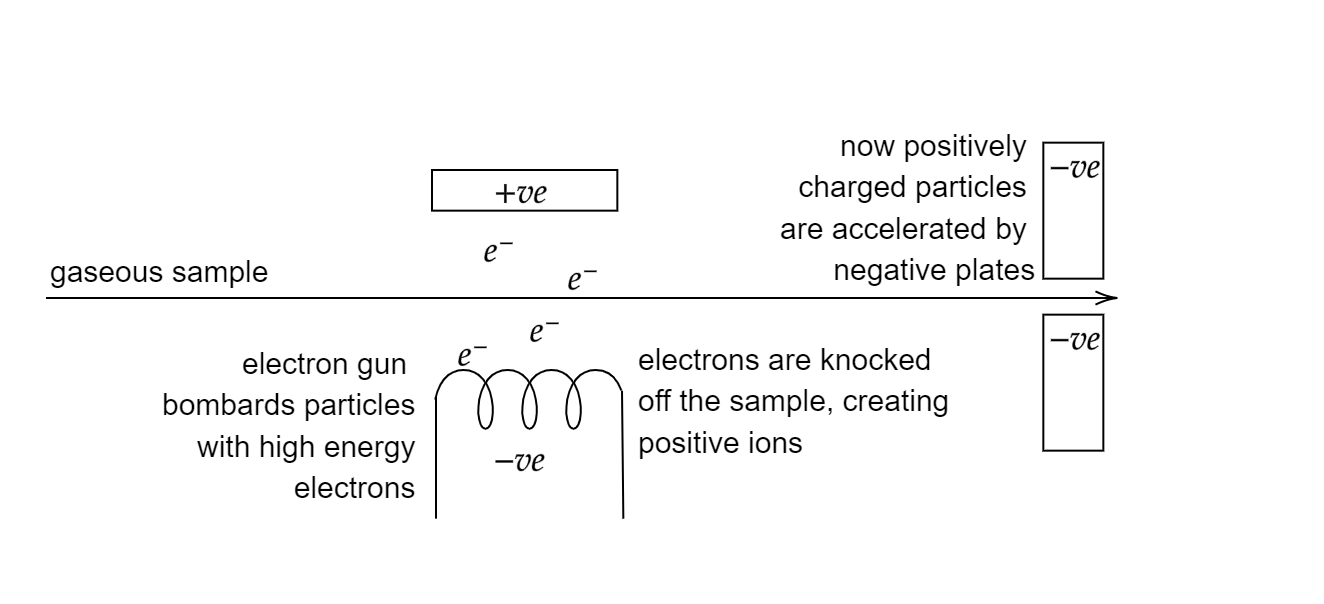 now positively
charged particles
are accelerated by
negative plates
−ve
+ve
e⁻
e⁻
gaseous sample
e⁻
e⁻
−ve
electron gun
bombards particles
with high energy
electrons
−ve
electrons are knocked
off the sample, creating
positive ions